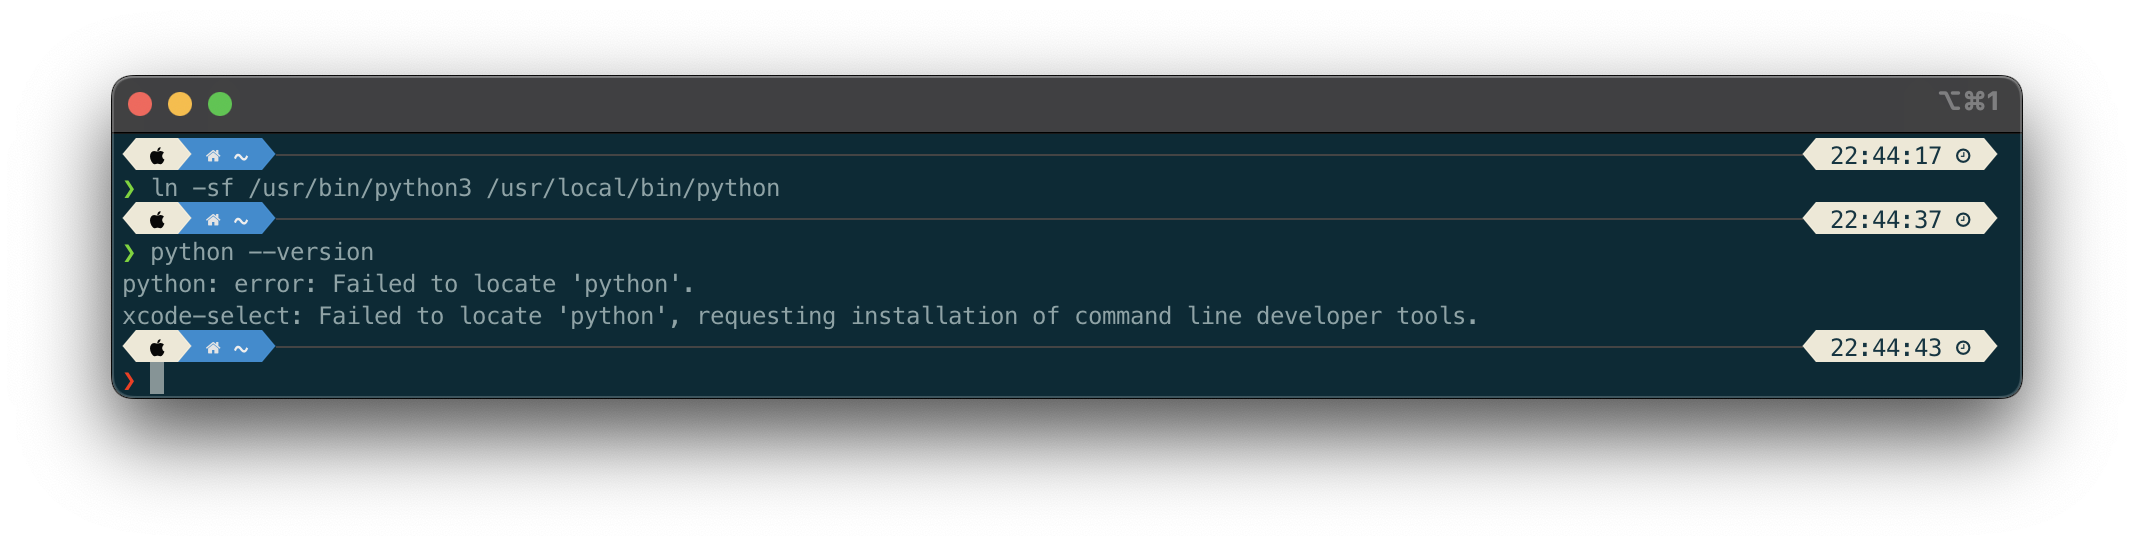 ⌥⌘1
~ 22:44:17
❯ ln -sf /usr/bin/python3 /usr/local/bin/python
~ 22:44:37
❯ python --version
python: error: Failed to locate 'python'.
xcode-select: Failed to locate 'python', requesting installation of command line developer tools.
~ 22:44:43
❯